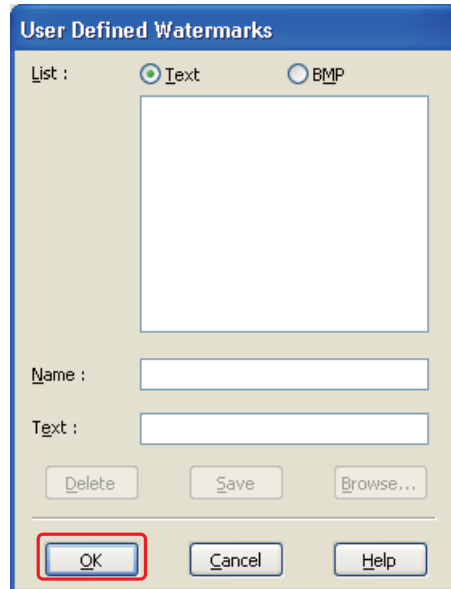 User Defined Watermarks
List : Text BMP
Name :
Text :
Delete Save Browse...
OK Cancel Help